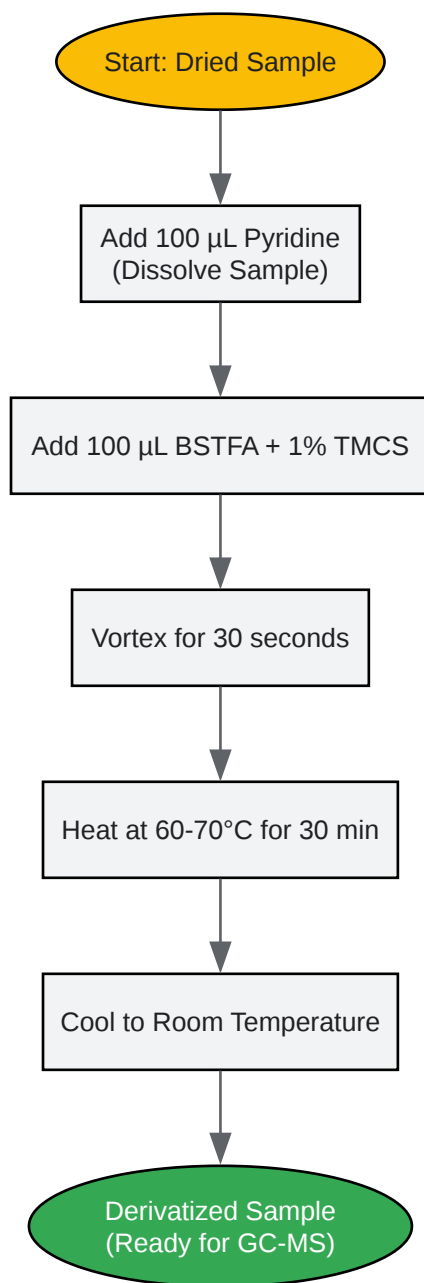 Start: Dried Sample
Add 100 µL Pyridine
(Dissolve Sample)
Add 100 µL BSTFA + 1% TMCS
Vortex for 30 seconds
Heat at 60-70°C for 30 min
Cool to Room Temperature
Derivatized Sample
(Ready for GC-MS)